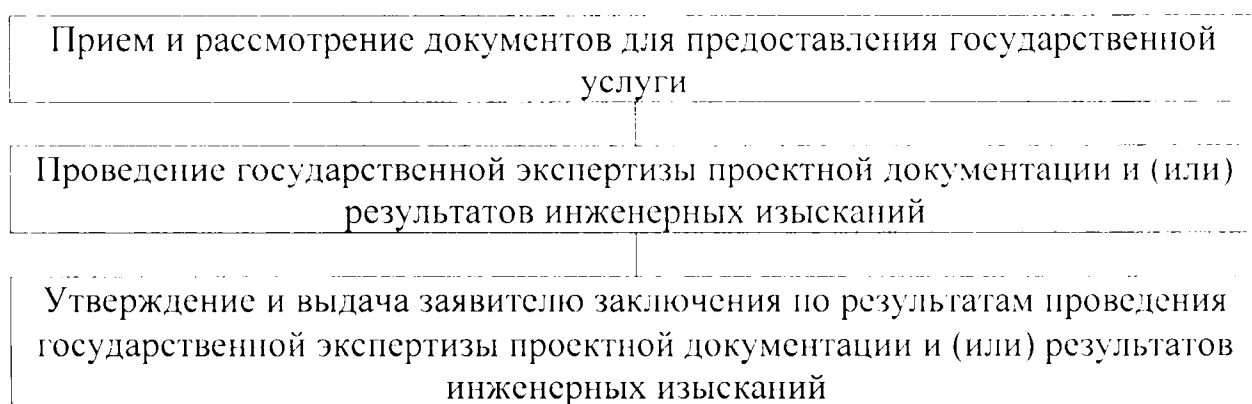 Прием и рассмотрение документов для предоставления государственной
услуги
Проведение государственной экспертизы проектной документации и (или)
результатов инженерных изысканий
Утверждение и выдача заявителю заключения по результатам проведения
государственной экспертизы проектной документации и (или) результатов
инженерных изысканий